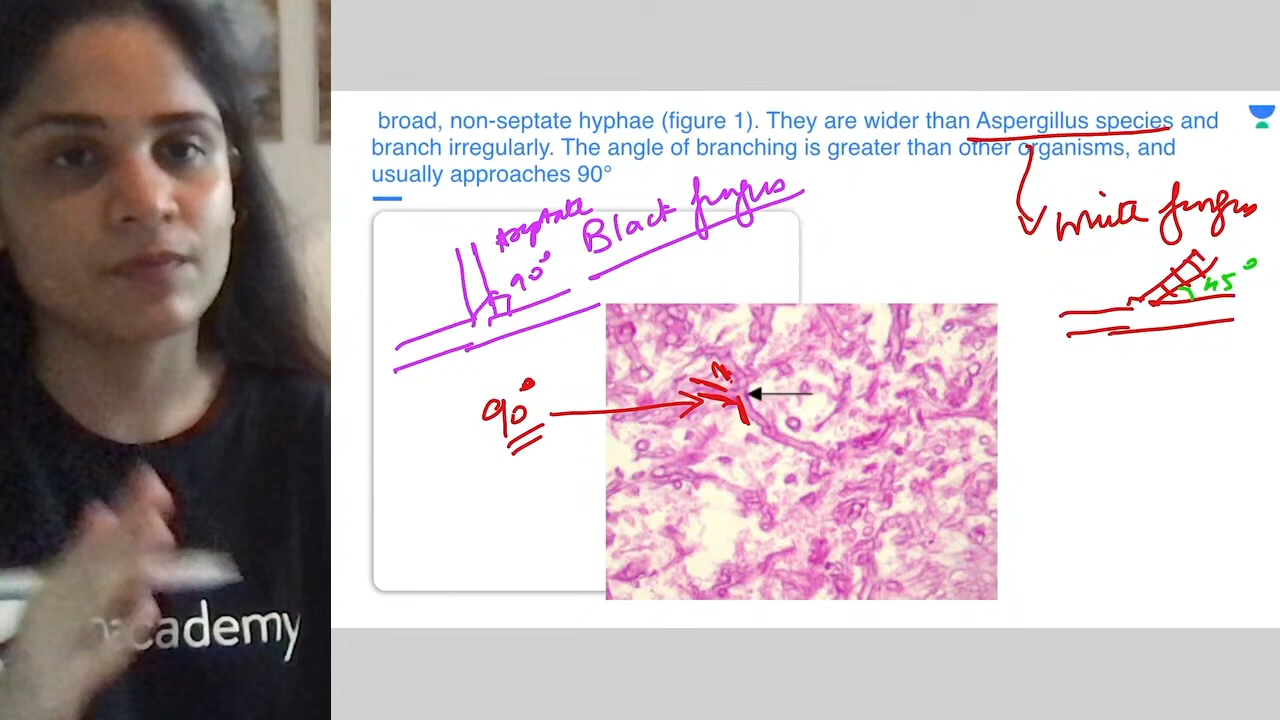 broad, non-septate hyphae (figure 1). They are wider than Aspergillus species and
branch irregularly. The angle of branching is greater than other organisms, and
usually approaches 90°
90° Black fungus
white fungus
45°
90°
academy